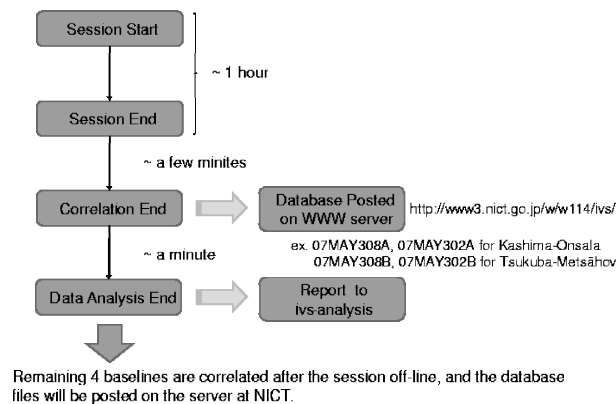 Session Start
~ 1 hour
Session End
~ a few minites
Correlation End
Database Posted
on WWW server
http://www3.nict.go.jp/w/w114/ivs/
ex. 07MAY308A, 07MAY302A for Kashima-Onsala
07MAY308B, 07MAY302B for Tsukuba-Metsähov
~ a minute
Data Analysis End
Report to
ivs-analysis
Remaining 4 baselines are correlated after the session off-line, and the database
files will be posted on the server at NICT.